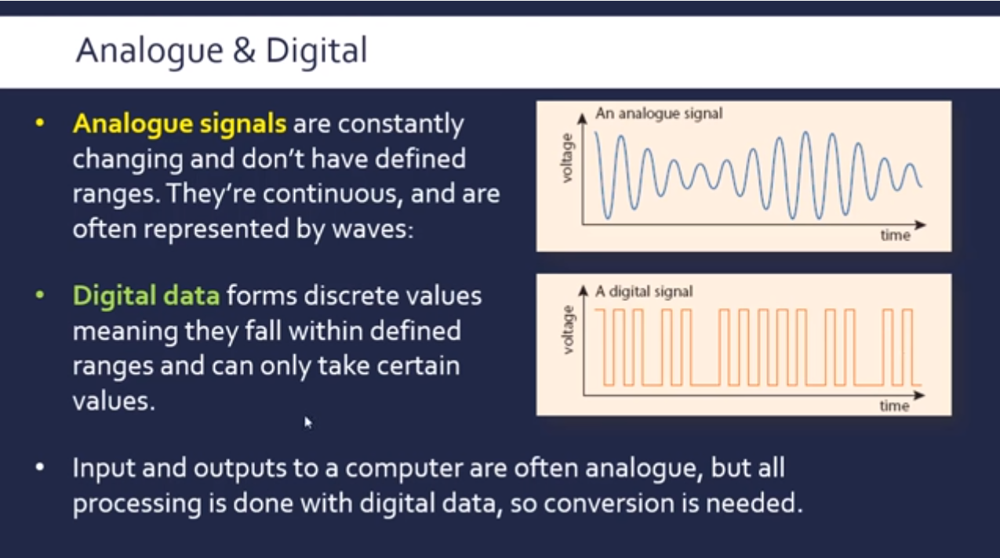 Analogue & Digital
• Analogue signals are constantly
changing and don't have defined
ranges. They're continuous, and are
often represented by waves:
An analogue signal
voltage
time
• Digital data forms discrete values
meaning they fall within defined
ranges and can only take certain
values.
A digital signal
voltage
time
• Input and outputs to a computer are often analogue, but all
processing is done with digital data, so conversion is needed.